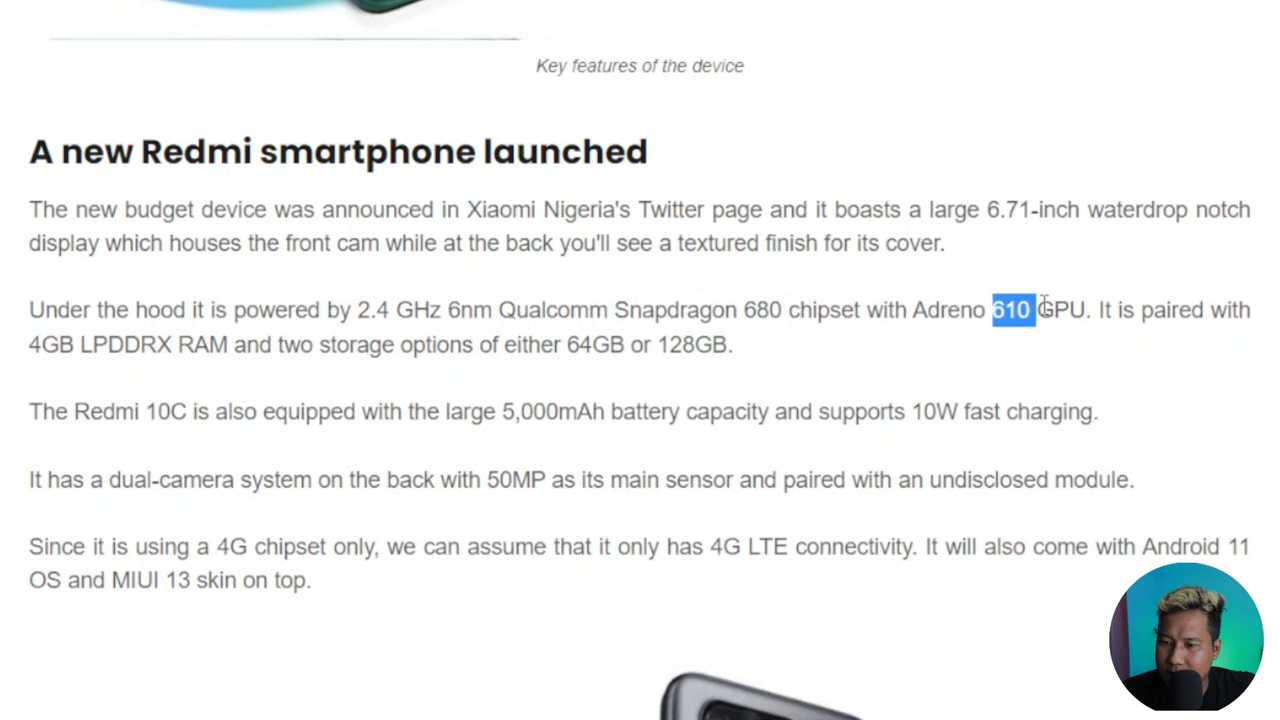 Key features of the device
A new Redmi smartphone launched
The new budget device was announced in Xiaomi Nigeria's Twitter page and it boasts a large 6.71-inch waterdrop notch
display which houses the front cam while at the back you'll see a textured finish for its cover.
Under the hood it is powered by 2.4 GHz 6nm Qualcomm Snapdragon 680 chipset with Adreno 610 GPU. It is paired with
4GB LPDDRX RAM and two storage options of either 64GB or 128GB.
The Redmi 10C is also equipped with the large 5,000mAh battery capacity and supports 10W fast charging.
It has a dual-camera system on the back with 50MP as its main sensor and paired with an undisclosed module.
Since it is using a 4G chipset only, we can assume that it only has 4G LTE connectivity. It will also come with Android 11
OS and MIUI 13 skin on top.